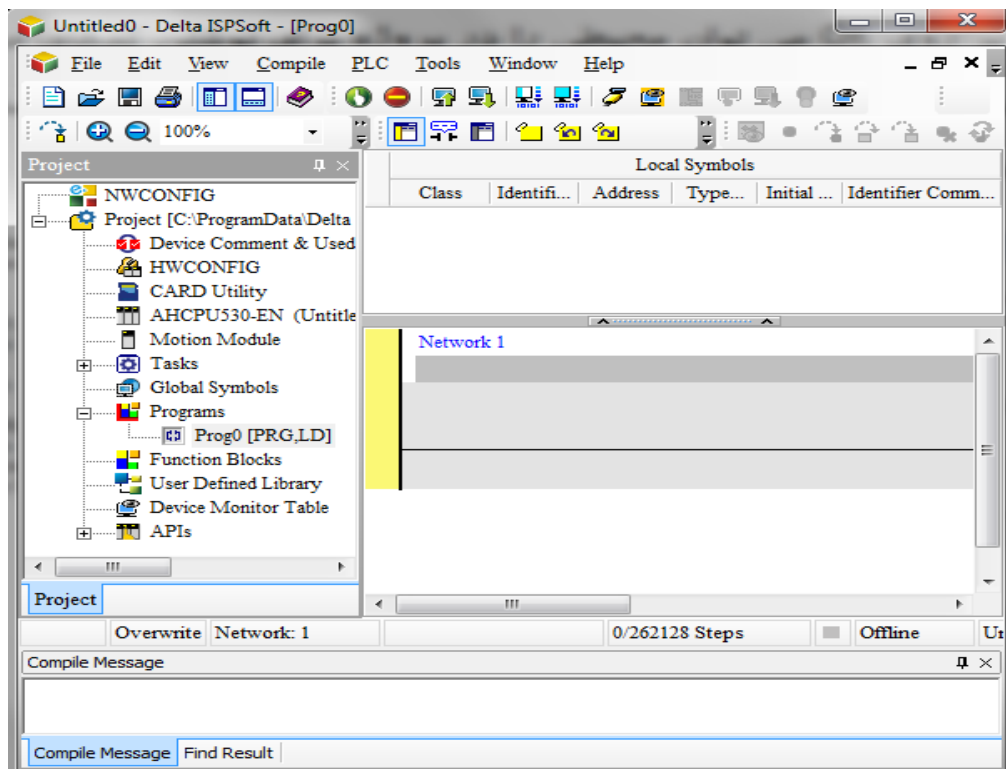 Untitled0 - Delta ISPSoft - [Prog0]
File Edit View Compile PLC Tools Window Help
100%
Project
NWCONFIG
Project [C:\ProgramData\Delta
Device Comment & Used
HWCONFIG
CARD Utility
AHCPU530-EN (Untitle
Motion Module
Tasks
Global Symbols
Programs
Prog0 [PRG,LD]
Function Blocks
User Defined Library
Device Monitor Table
APIs
Project
Local Symbols
Class Identifi... Address Type... Initial ... Identifier Comm...
Network 1
Overwrite Network: 1 0/262128 Steps Offline
Compile Message
Compile Message Find Result